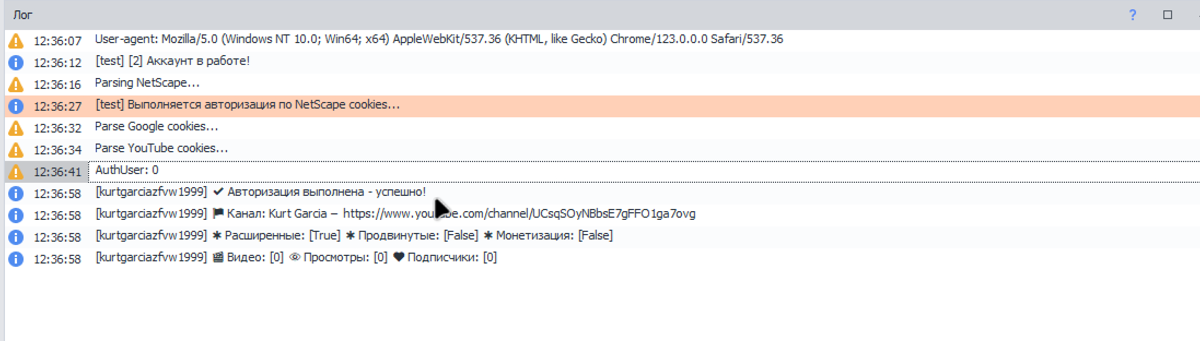 Лог
?
12:36:07 User-agent: Mozilla/5.0 (Windows NT 10.0; Win64; x64) AppleWebKit/537.36 (KHTML, like Gecko) Chrome/123.0.0.0 Safari/537.36
12:36:12 [test] [2] Аккаунт в работе!
12:36:16 Parsing NetScape...
12:36:27 [test] Выполняется авторизация по NetScape cookies...
12:36:32 Parse Google cookies...
12:36:34 Parse YouTube cookies...
12:36:41 AuthUser: 0
12:36:58 [kurtgarciazfvw1999] ✔ Авторизация выполнена - успешно!
12:36:58 [kurtgarciazfvw1999] Канал: Kurt Garcia – https://www.youtube.com/channel/UCsqSOyNBbsE7gFFO1ga7ovg
12:36:58 [kurtgarciazfvw1999] ✱ Расширенные: [True] ✱ Продвинутые: [False] ✱ Монетизация: [False]
12:36:58 [kurtgarciazfvw1999] Видео: [0] Просмотры: [0] ♥ Подписчики: [0]